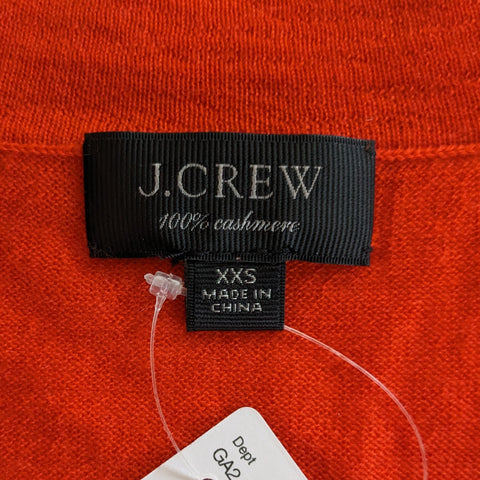 J.CREW
100% cashmere
XXS
MADE IN
CHINA
Dept
GA2